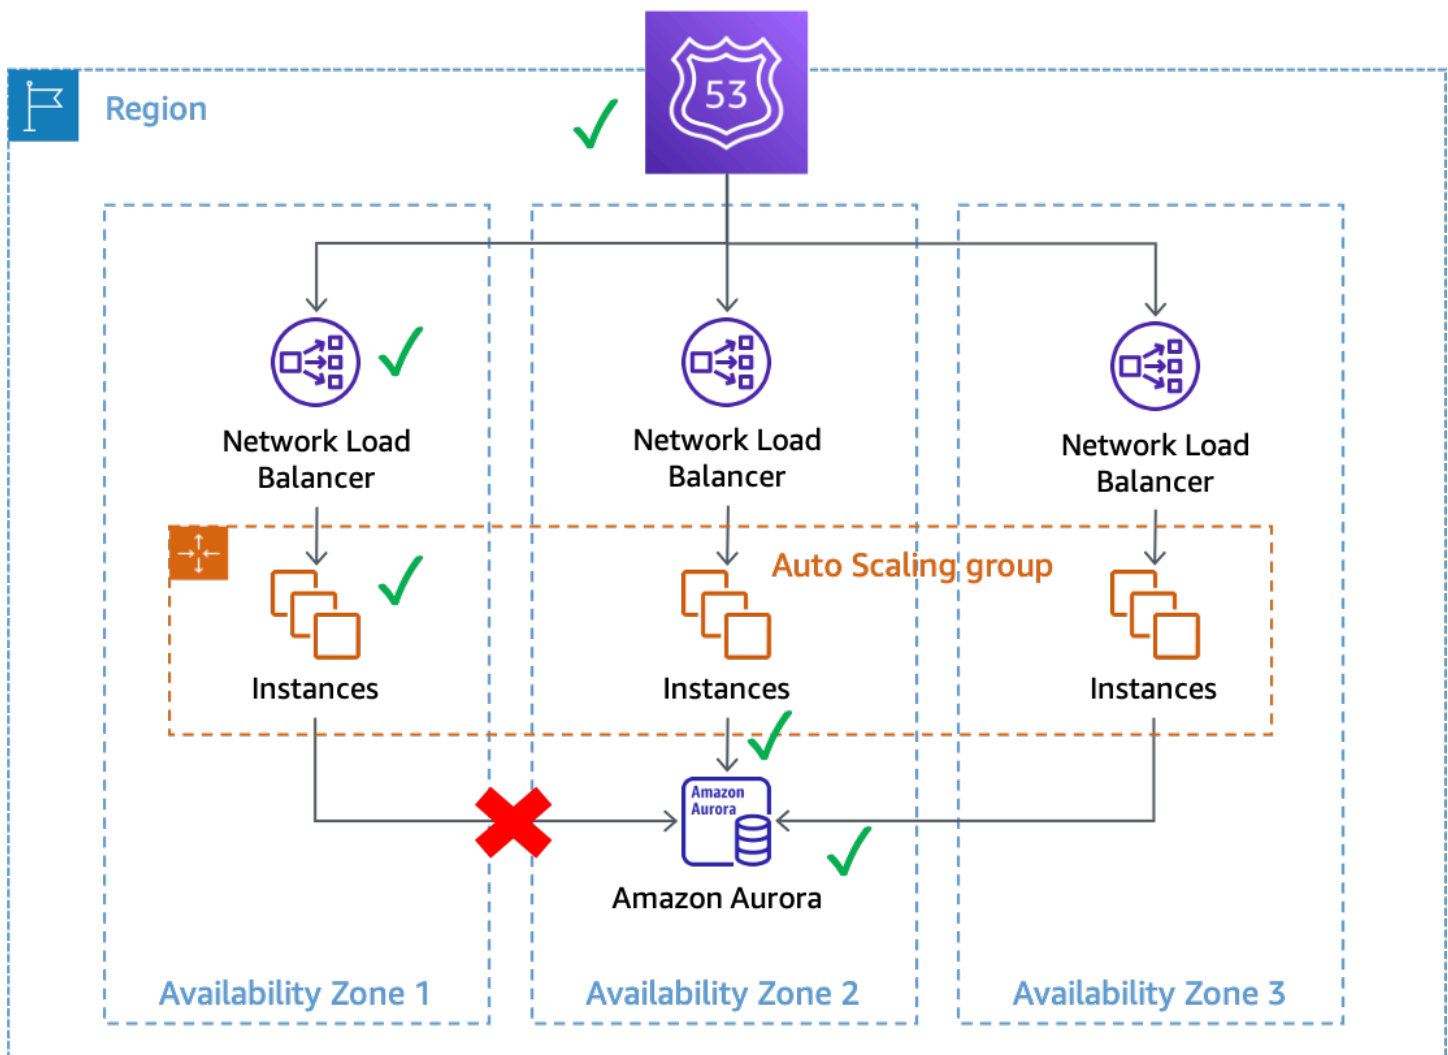 53
Region
Network Load
Balancer
Network Load
Balancer
Network Load
Balancer
Auto Scaling group
Instances
Instances
Instances
Amazon
Aurora
Amazon Aurora
Availability Zone 1
Availability Zone 2
Availability Zone 3